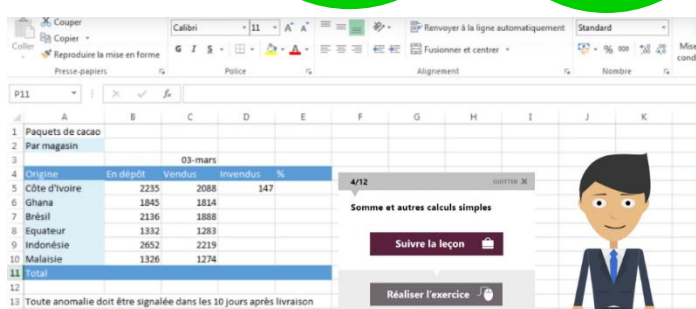 Couper
Calibri 11 A A Renvoyer à la ligne automatiquement Standard
Coller Copier
Reproduire la mise en forme G I S A Fusionner et centrer % 000 Mise
cond
Presse-papiers Police Alignement Nombre
P11 fx
A B C D E F G H I J K
1 Paquets de cacao
2 Par magasin
3 03-mars
4 Origine En dépôt Vendus Invendus %
5 Côte d'Ivoire 2235 2088 147
6 Ghana 1845 1814
7 Brésil 2136 1888
8 Equateur 1332 1283
9 Indonésie 2652 2219
10 Malaisie 1326 1274
11 Total
12
13 Toute anomalie doit être signalée dans les 10 jours après livraison
4/12 QUITTER X
Somme et autres calculs simples
Suivre la leçon
Réaliser l'exercice